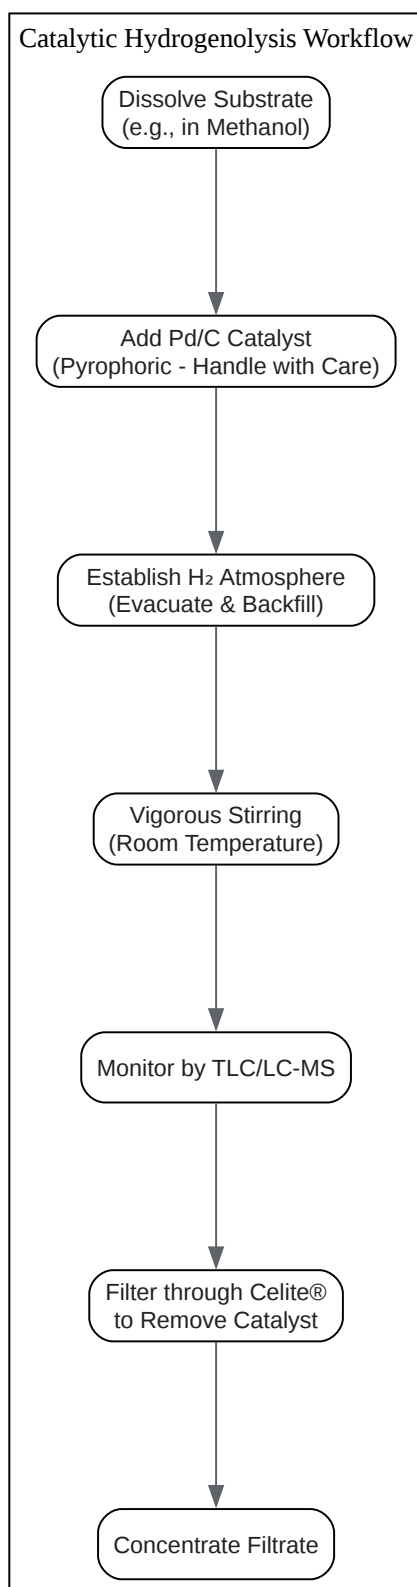 Catalytic Hydrogenolysis Workflow
Dissolve Substrate
(e.g., in Methanol)
Add Pd/C Catalyst
(Pyrophoric - Handle with Care)
Establish H₂ Atmosphere
(Evacuate & Backfill)
Vigorous Stirring
(Room Temperature)
Monitor by TLC/LC-MS
Filter through Celite®
to Remove Catalyst
Concentrate Filtrate